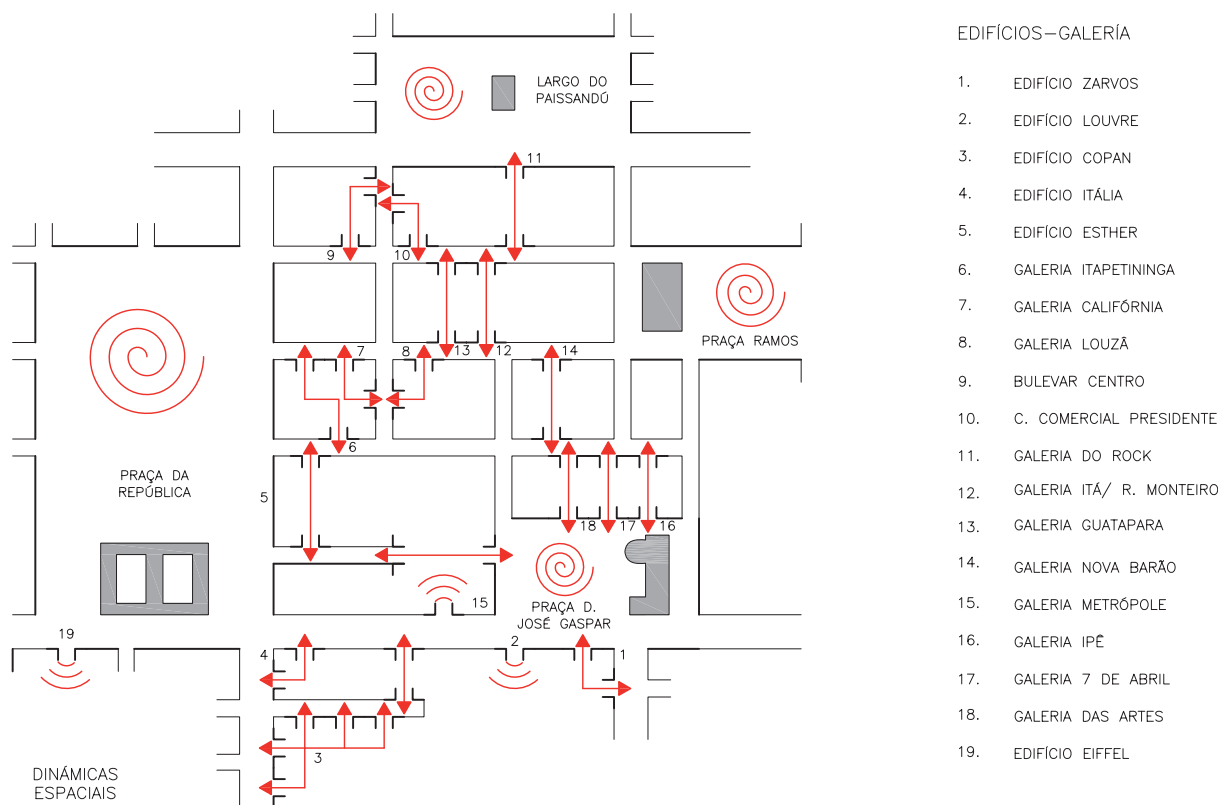 LARGO DO
PAISSANDÚ
11
9
10
PRAÇA RAMOS
7
8
13
12
14
6
PRAÇA DA
REPÚBLICA
5
18
17
16
15
PRAÇA D.
JOSÉ GASPAR
19
4
2
1
3
DINÁMICAS
ESPACIAIS
EDIFÍCIOS–GALERÍA
1. EDIFÍCIO ZARVOS
2. EDIFÍCIO LOUVRE
3. EDIFÍCIO COPAN
4. EDIFÍCIO ITÁLIA
5. EDIFÍCIO ESTHER
6. GALERIA ITAPETININGA
7. GALERIA CALIFÓRNIA
8. GALERIA LOUZÃ
9. BULEVAR CENTRO
10. C. COMERCIAL PRESIDENTE
11. GALERIA DO ROCK
12. GALERIA ITÁ/ R. MONTEIRO
13. GALERIA GUATAPARA
14. GALERIA NOVA BARÃO
15. GALERIA METRÓPOLE
16. GALERIA IPÊ
17. GALERIA 7 DE ABRIL
18. GALERIA DAS ARTES
19. EDIFÍCIO EIFFEL